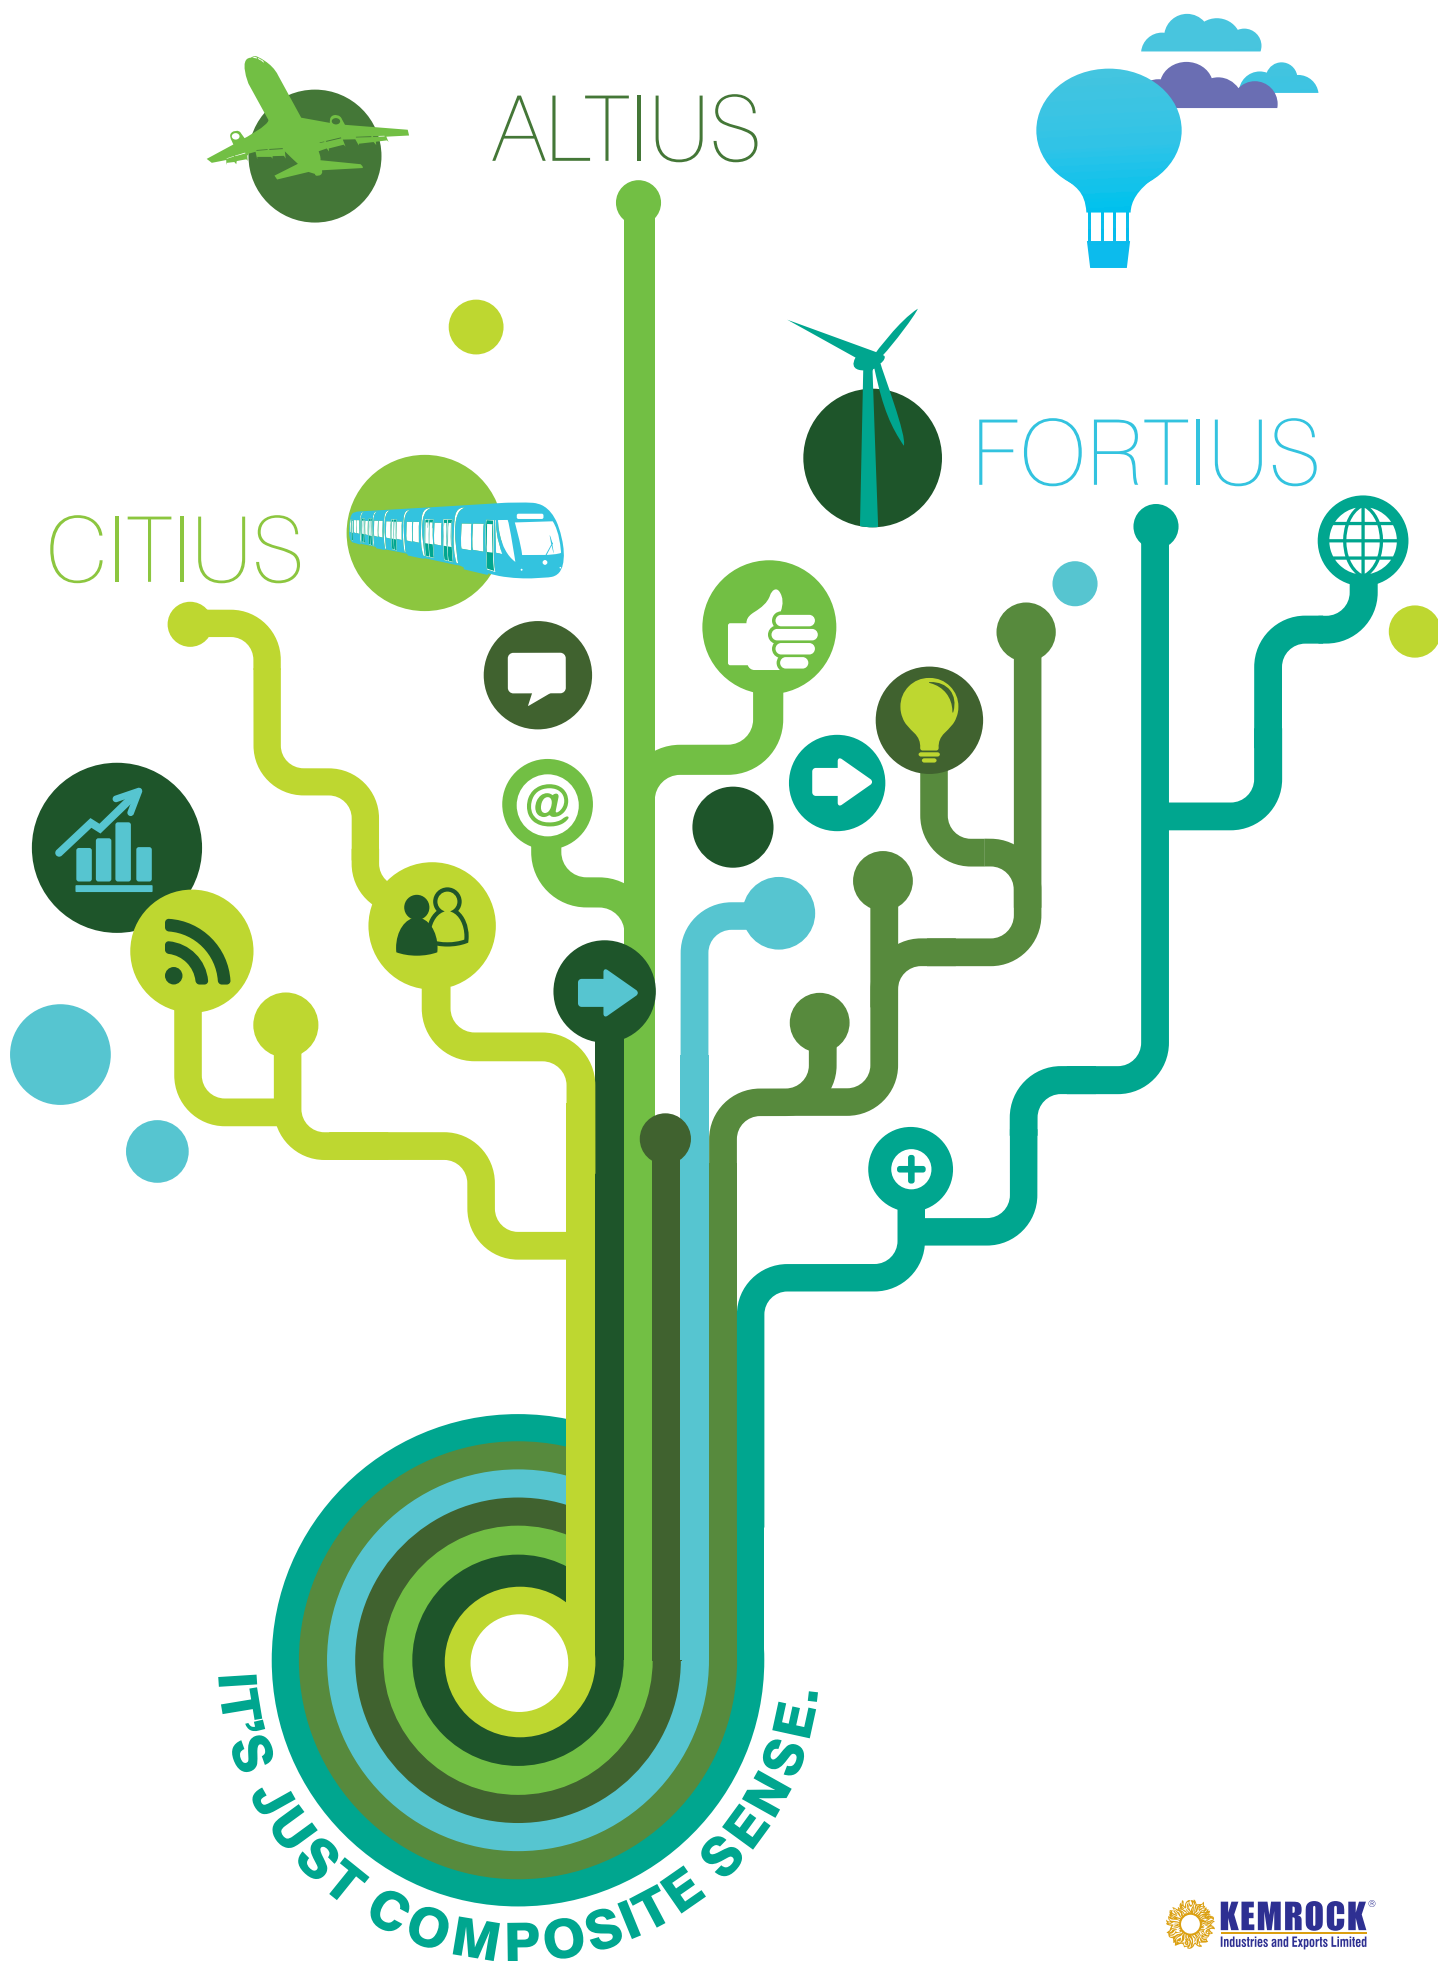 ALTIUS
FORTIUS
CITIUS
@
IT'S JUST COMPOSITE SENSE.
KEMROCK®
Industries and Exports Limited